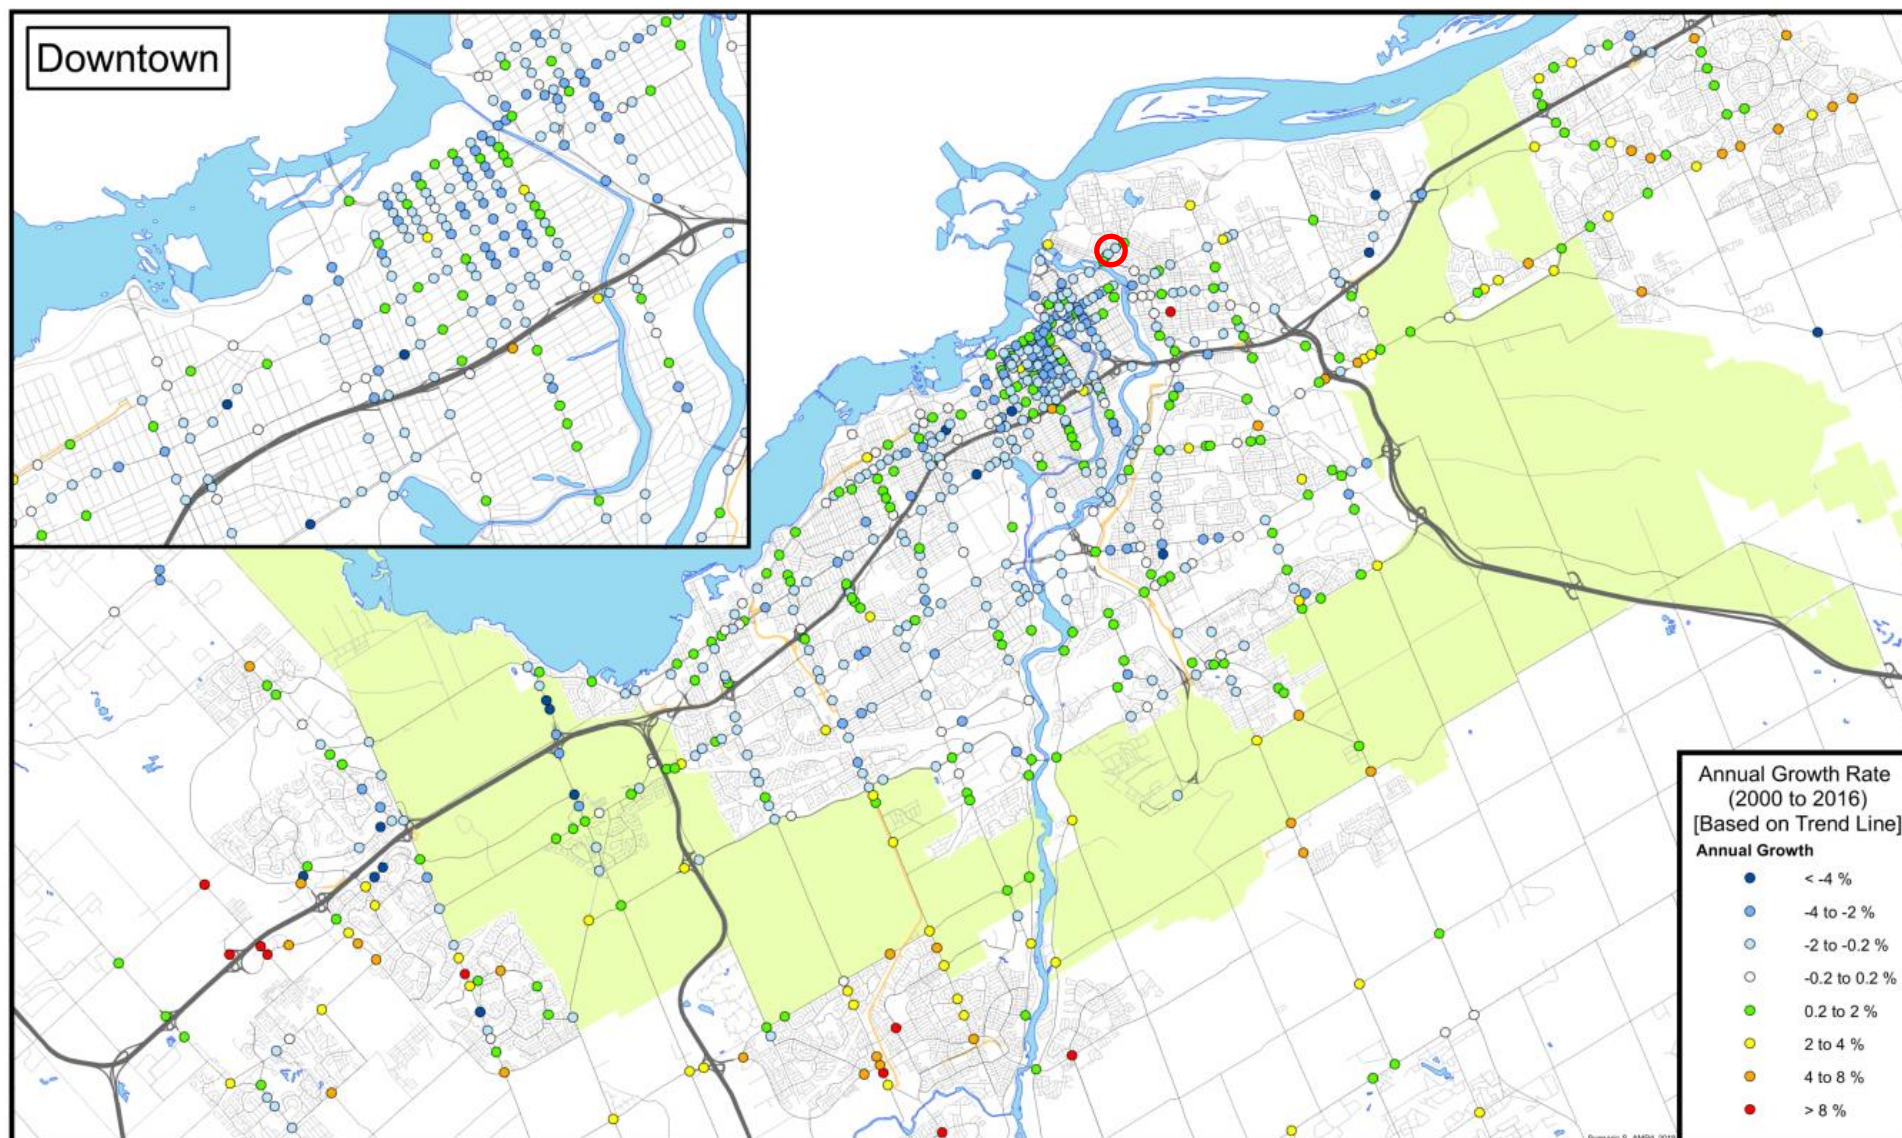 Downtown
Annual Growth Rate
(2000 to 2016)
[Based on Trend Line]
Annual Growth
< -4 %
-4 to -2 %
-2 to -0.2 %
-0.2 to 0.2 %
0.2 to 2 %
2 to 4 %
4 to 8 %
> 8 %